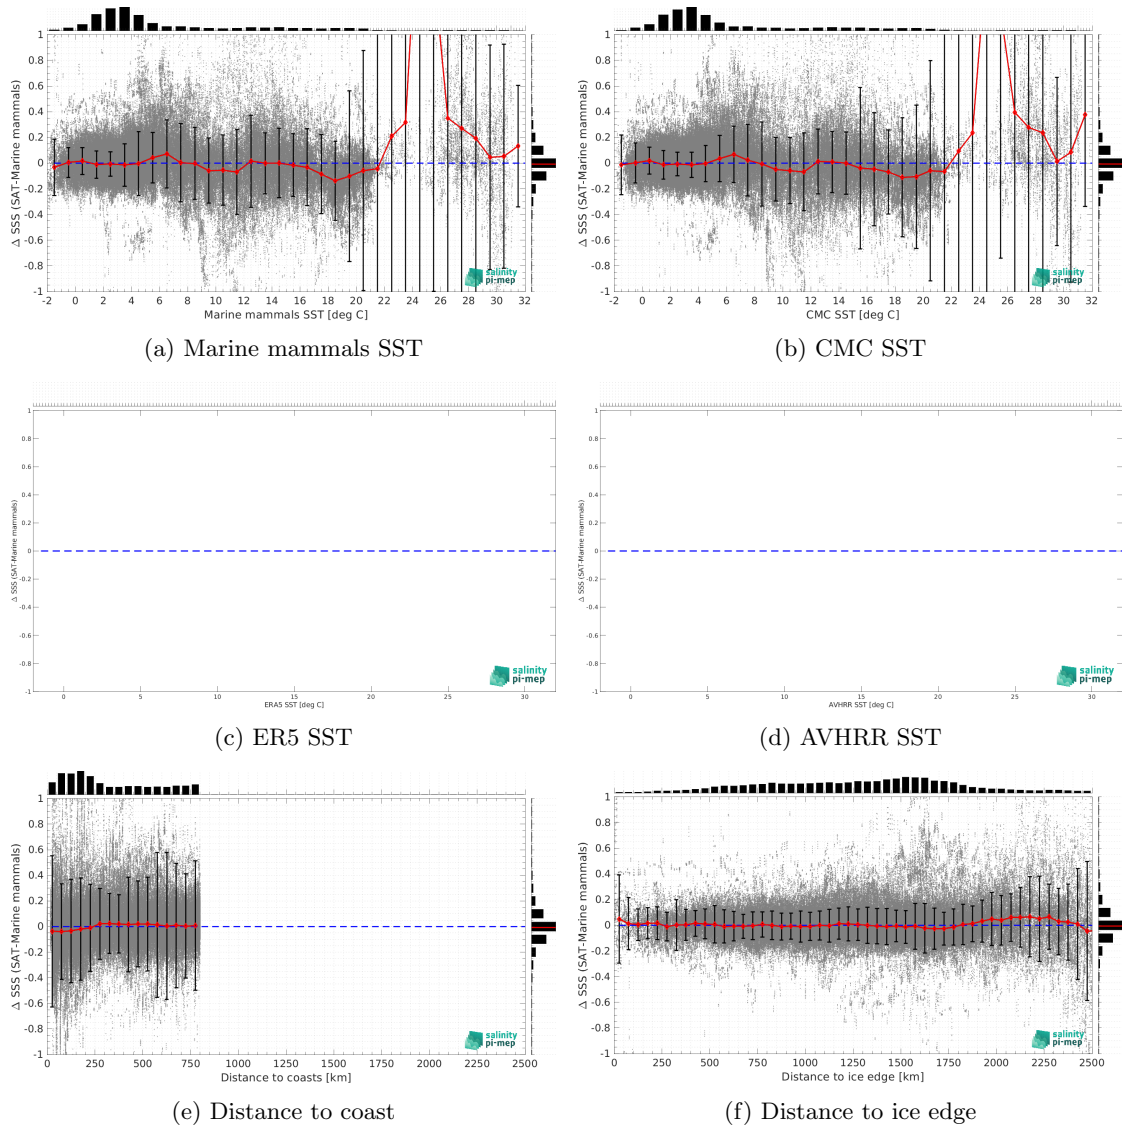 1
0.8
0.6
0.4
0.2
0
-0.2
-0.4
-0.6
-0.8
-1
Δ SSS (SAT-Marine mammals)
-2 0 2 4 6 8 10 12 14 16 18 20 22 24 26 28 30 32
Marine mammals SST [deg C]
salinity
pi-mep
(a) Marine mammals SST
1
0.8
0.6
0.4
0.2
0
-0.2
-0.4
-0.6
-0.8
-1
Δ SSS (SAT-Marine mammals)
-2 0 2 4 6 8 10 12 14 16 18 20 22 24 26 28 30 32
CMC SST [deg C]
salinity
pi-mep
(b) CMC SST
1
0.8
0.6
0.4
0.2
0
-0.2
-0.4
-0.6
-0.8
-1
Δ SSS (SAT-Marine mammals)
0 5 10 15 20 25 30
ERA5 SST [deg C]
salinity
pi-mep
(c) ER5 SST
1
0.8
0.6
0.4
0.2
0
-0.2
-0.4
-0.6
-0.8
-1
Δ SSS (SAT-Marine mammals)
0 5 10 15 20 25 30
AVHRR SST [deg C]
salinity
pi-mep
(d) AVHRR SST
1
0.8
0.6
0.4
0.2
0
-0.2
-0.4
-0.6
-0.8
-1
Δ SSS (SAT-Marine mammals)
0 250 500 750 1000 1250 1500 1750 2000 2250 2500
Distance to coasts [km]
salinity
pi-mep
(e) Distance to coast
1
0.8
0.6
0.4
0.2
0
-0.2
-0.4
-0.6
-0.8
-1
Δ SSS (SAT-Marine mammals)
0 250 500 750 1000 1250 1500 1750 2000 2250 2500
Distance to ice edge [km]
salinity
pi-mep
(f) Distance to ice edge